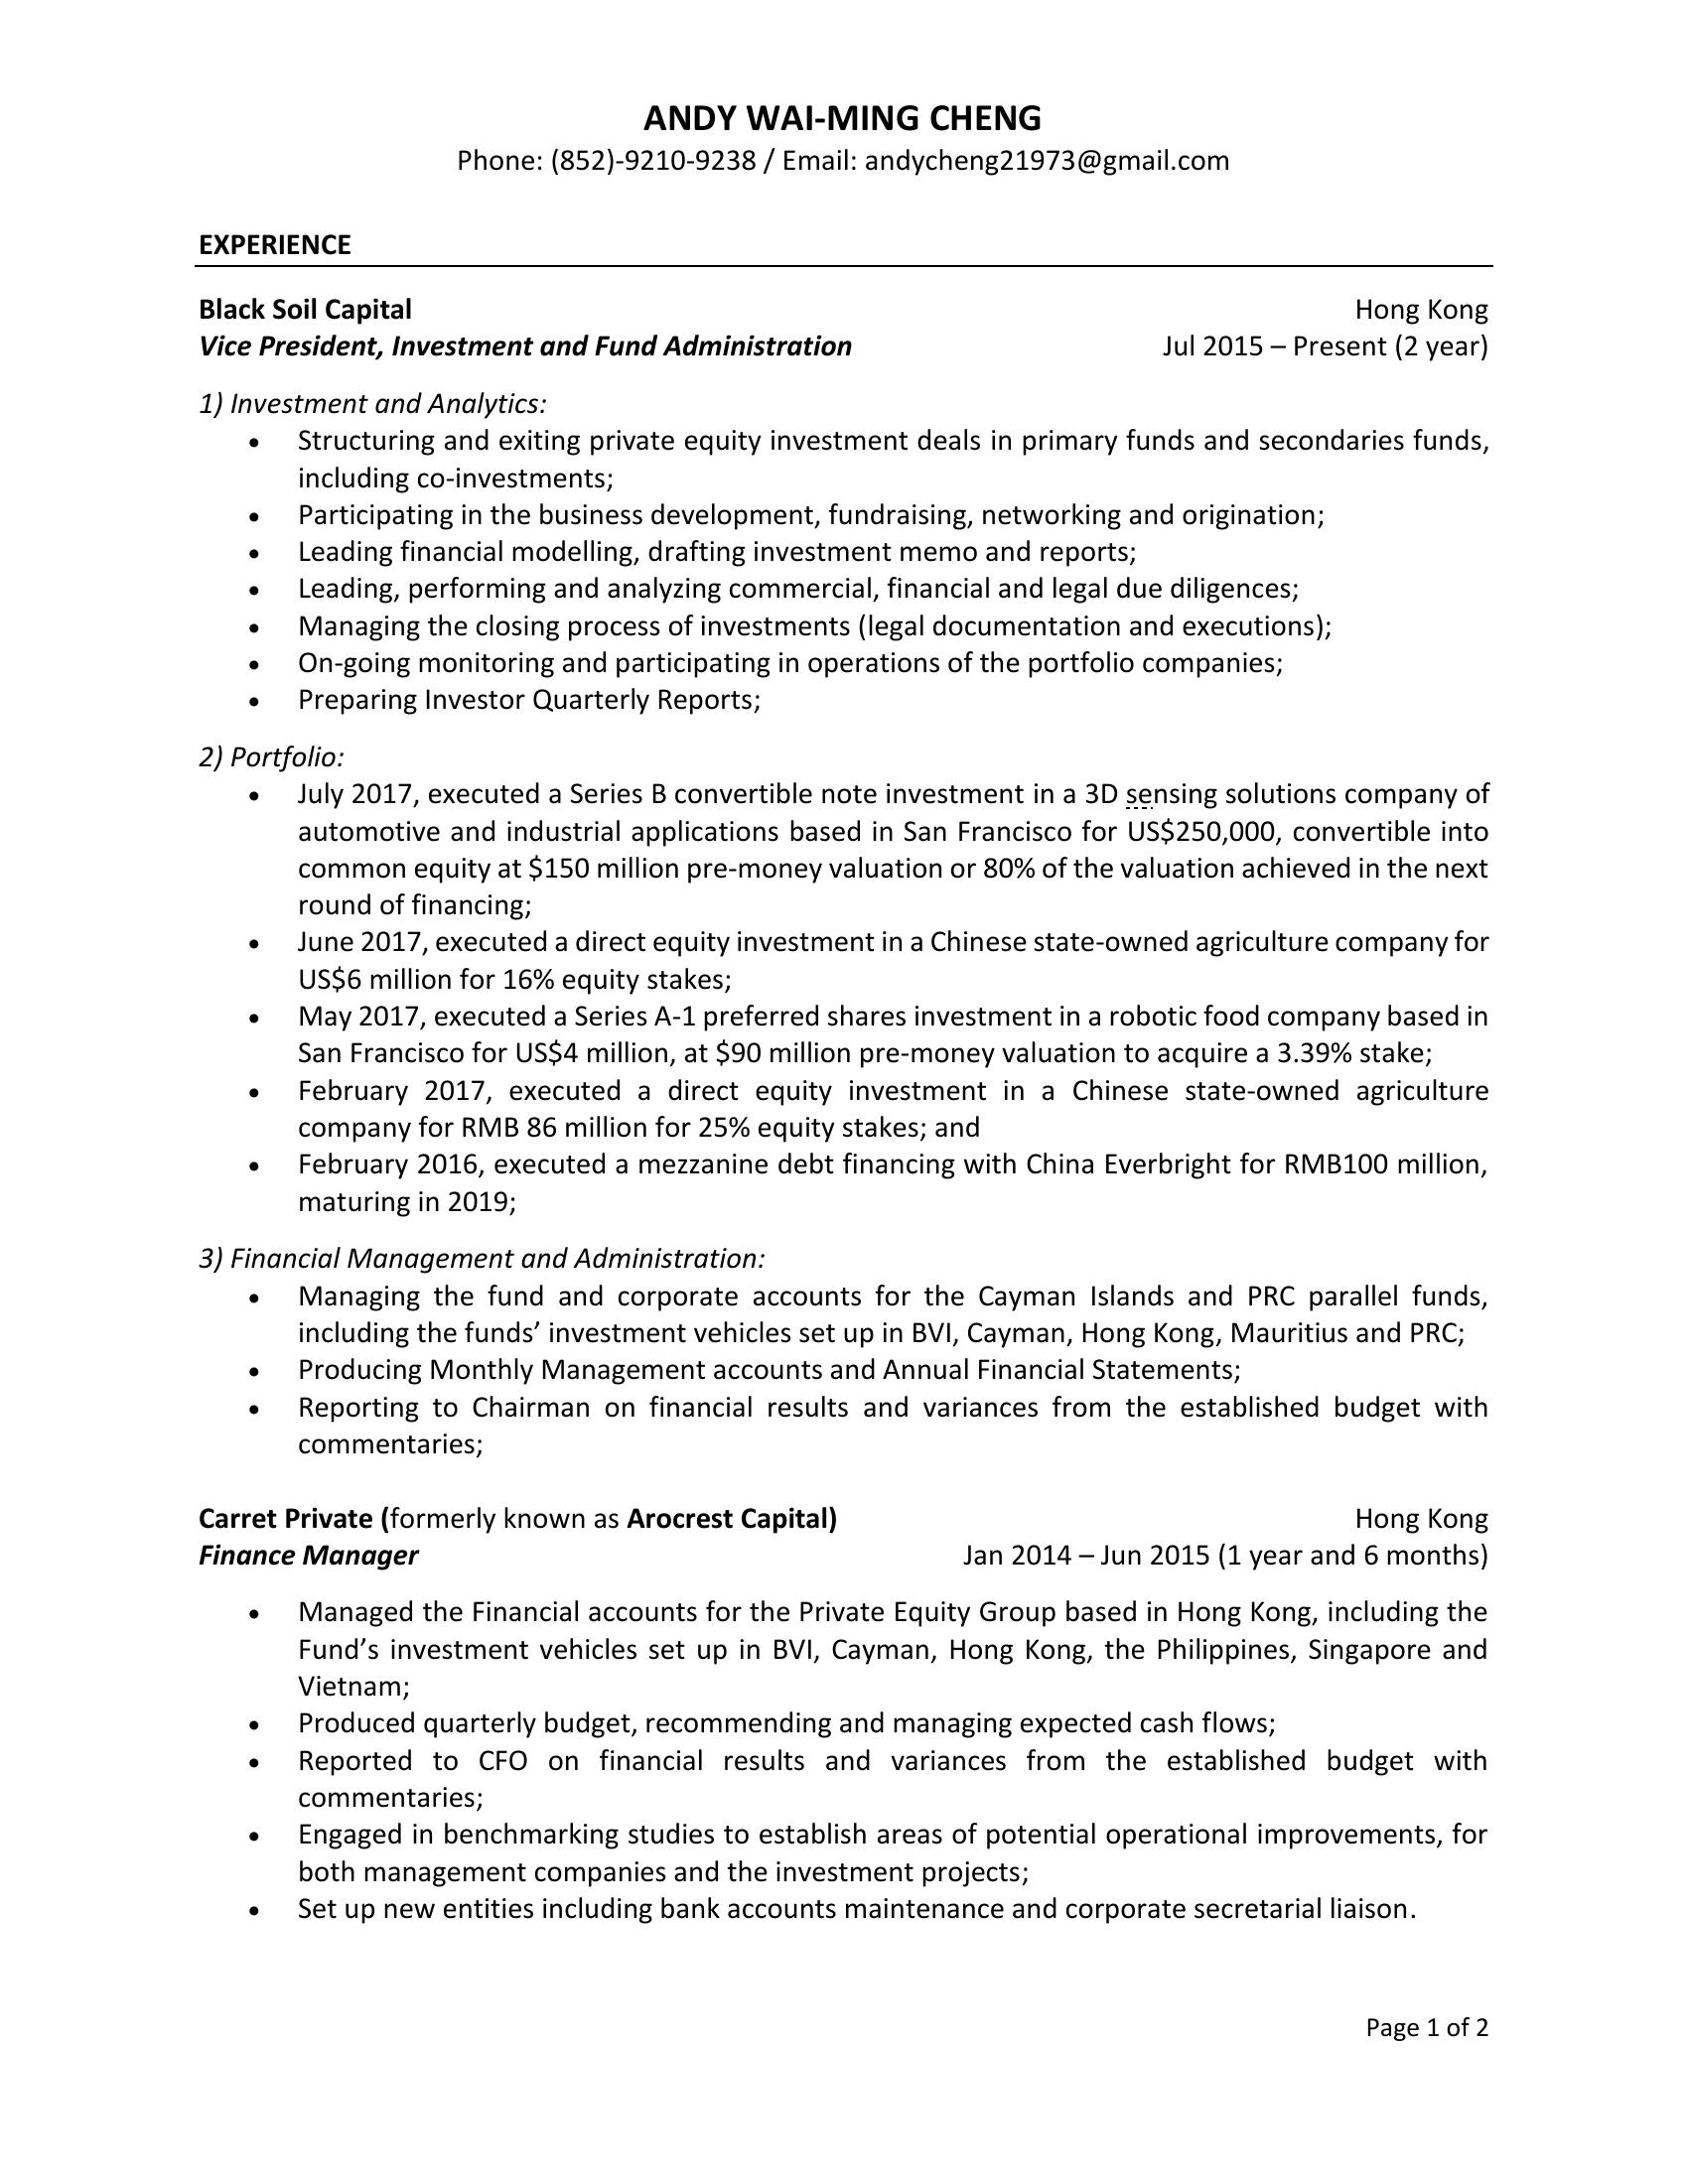 ANDY WAI-MING CHENG
Phone: (852)-9210-9238 / Email: andycheng21973@gmail.com
EXPERIENCE
Black Soil Capital Hong Kong
Vice President, Investment and Fund Administration Jul 2015 – Present (2 year)
1) Investment and Analytics:
• Structuring and exiting private equity investment deals in primary funds and secondaries funds,
including co-investments;
• Participating in the business development, fundraising, networking and origination;
• Leading financial modelling, drafting investment memo and reports;
• Leading, performing and analyzing commercial, financial and legal due diligences;
• Managing the closing process of investments (legal documentation and executions);
• On-going monitoring and participating in operations of the portfolio companies;
• Preparing Investor Quarterly Reports;
2) Portfolio:
• July 2017, executed a Series B convertible note investment in a 3D sensing solutions company of
automotive and industrial applications based in San Francisco for US$250,000, convertible into
common equity at $150 million pre-money valuation or 80% of the valuation achieved in the next
round of financing;
• June 2017, executed a direct equity investment in a Chinese state-owned agriculture company for
US$6 million for 16% equity stakes;
• May 2017, executed a Series A-1 preferred shares investment in a robotic food company based in
San Francisco for US$4 million, at $90 million pre-money valuation to acquire a 3.39% stake;
• February 2017, executed a direct equity investment in a Chinese state-owned agriculture
company for RMB 86 million for 25% equity stakes; and
• February 2016, executed a mezzanine debt financing with China Everbright for RMB100 million,
maturing in 2019;
3) Financial Management and Administration:
• Managing the fund and corporate accounts for the Cayman Islands and PRC parallel funds,
including the funds’ investment vehicles set up in BVI, Cayman, Hong Kong, Mauritius and PRC;
• Producing Monthly Management accounts and Annual Financial Statements;
• Reporting to Chairman on financial results and variances from the established budget with
commentaries;
Carret Private (formerly known as Arocrest Capital) Hong Kong
Finance Manager Jan 2014 – Jun 2015 (1 year and 6 months)
• Managed the Financial accounts for the Private Equity Group based in Hong Kong, including the
Fund’s investment vehicles set up in BVI, Cayman, Hong Kong, the Philippines, Singapore and
Vietnam;
• Produced quarterly budget, recommending and managing expected cash flows;
• Reported to CFO on financial results and variances from the established budget with
commentaries;
• Engaged in benchmarking studies to establish areas of potential operational improvements, for
both management companies and the investment projects;
• Set up new entities including bank accounts maintenance and corporate secretarial liaison.
Page 1 of 2